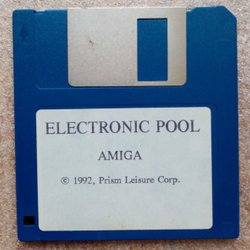 ELECTRONIC POOL
AMIGA
© 1992, Prism Leisure Corp.